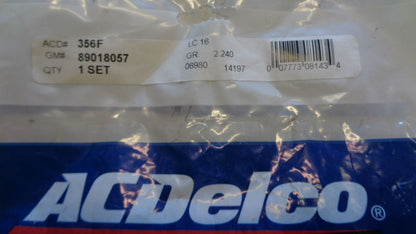 ACD# 356F LC 16
GM# 89018057 GR. 2.240
QTY 1 SET 06980 14197
0 07773 08143 4
ACDelco®